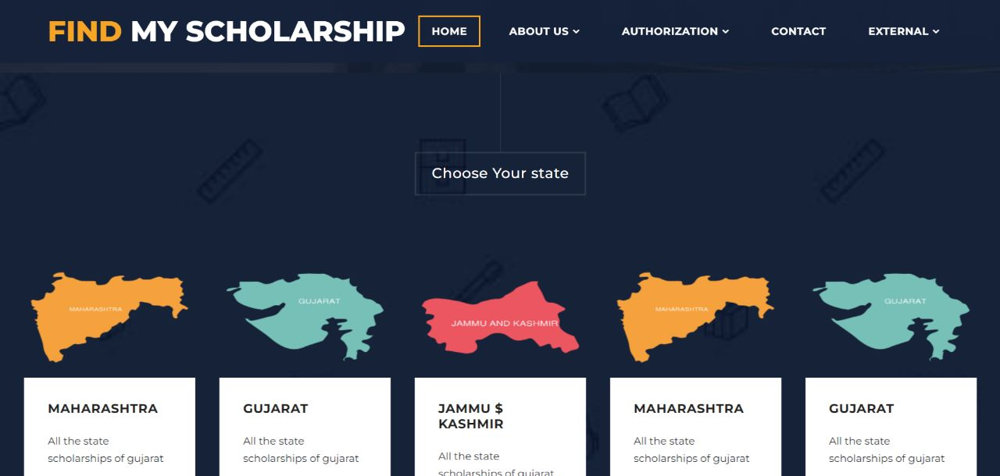 FIND MY SCHOLARSHIP
HOME
ABOUT US
AUTHORIZATION
CONTACT
EXTERNAL
Choose Your state
MAHARASHTRA
GUJARAT
JAMMU AND KASHMIR
MAHARASHTRA
GUJARAT
MAHARASHTRA
All the state
scholarships of gujarat
GUJARAT
All the state
scholarships of gujarat
JAMMU $
KASHMIR
All the state
scholarships of gujarat
MAHARASHTRA
All the state
scholarships of gujarat
GUJARAT
All the state
scholarships of gujarat